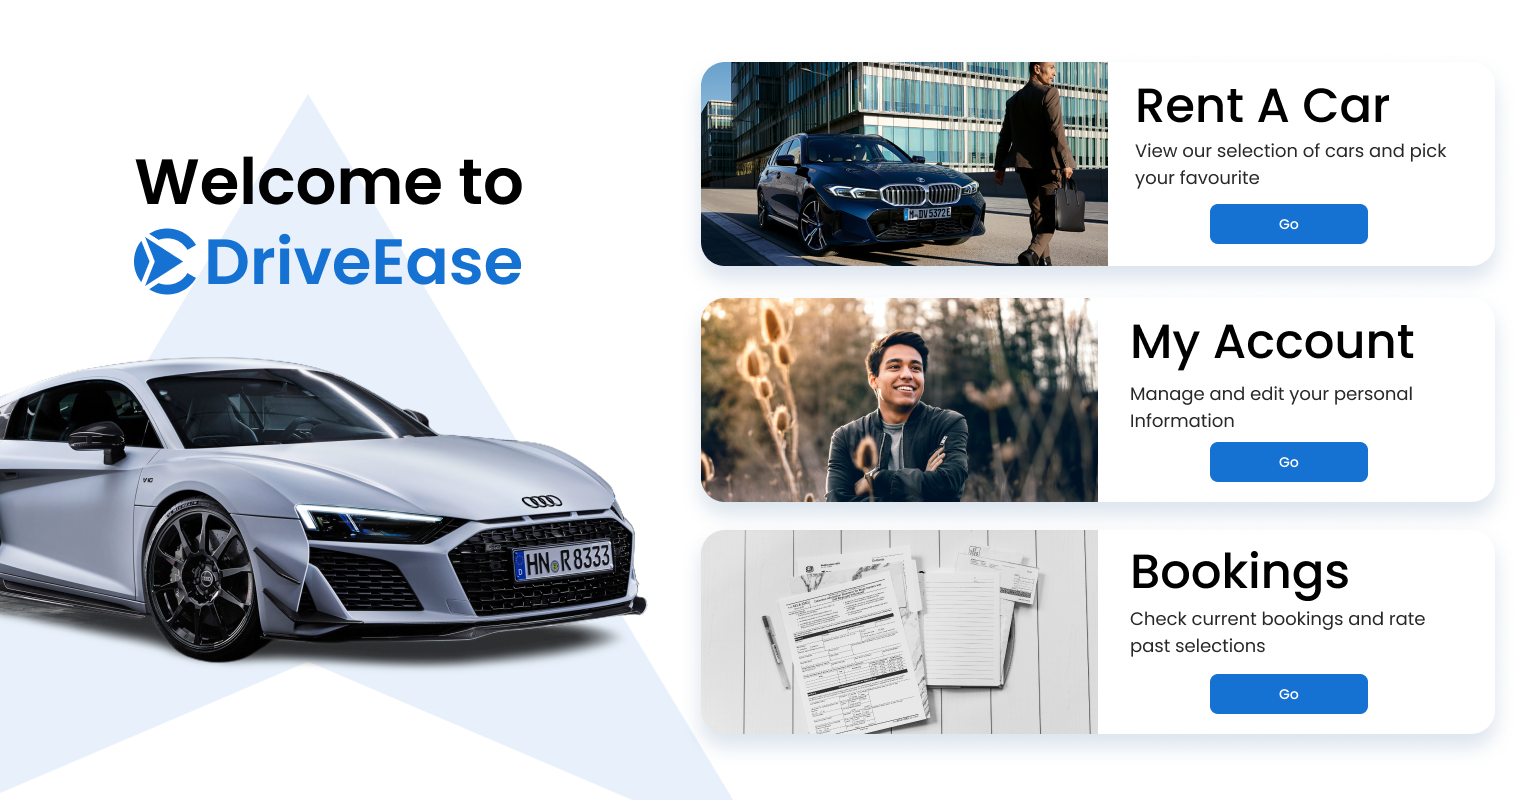 Welcome to
DriveEase
V10
HN R 8333
D
Rent A Car
View our selection of cars and pick
your favourite
Go
M DV 5372E
My Account
Manage and edit your personal
Information
Go
Bookings
Check current bookings and rate
past selections
Go